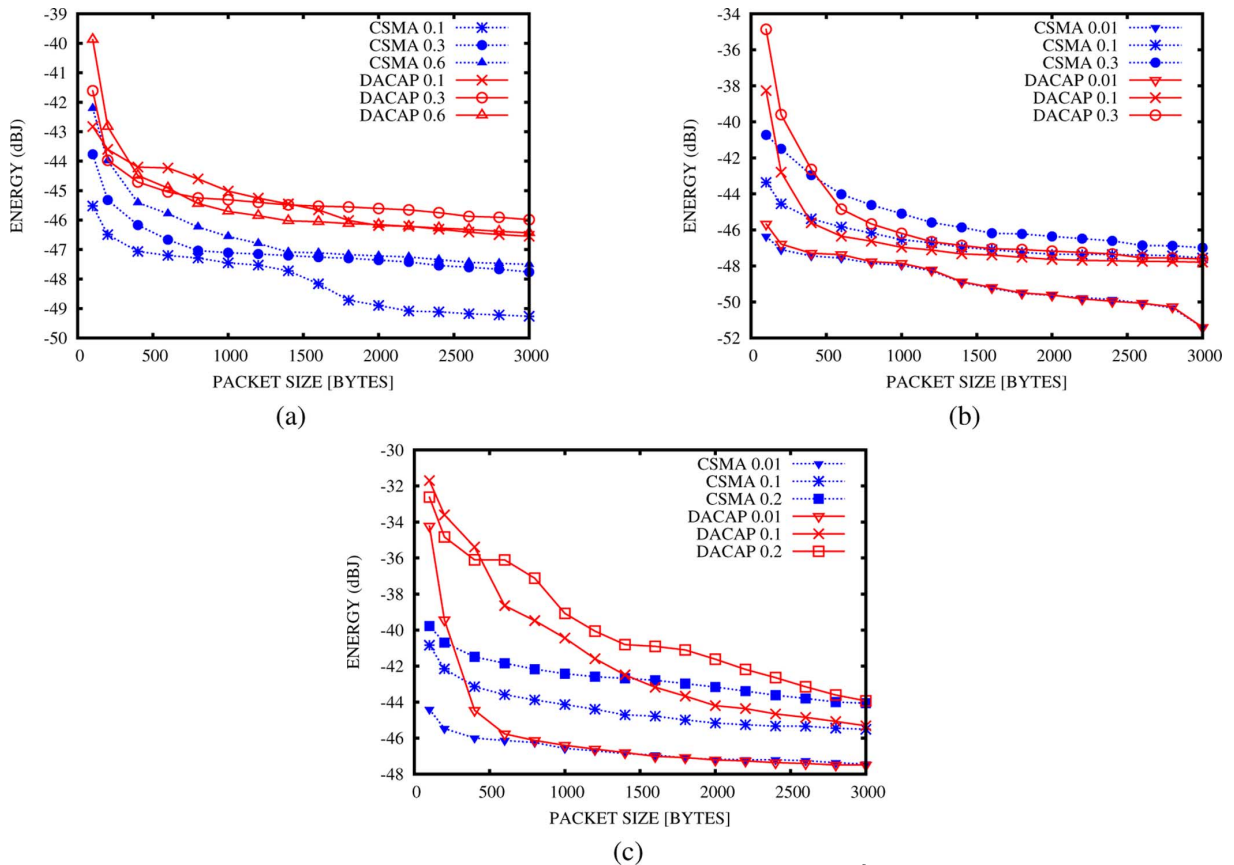 -39
-40
-41
-42
-43
-44
-45
-46
-47
-48
-49
-50
ENERGY (dBJ)
CSMA 0.1
CSMA 0.3
CSMA 0.6
DACAP 0.1
DACAP 0.3
DACAP 0.6
0 500 1000 1500 2000 2500 3000
PACKET SIZE [BYTES]
(a)
-34
-36
-38
-40
-42
-44
-46
-48
-50
-52
ENERGY (dBJ)
CSMA 0.01
CSMA 0.1
CSMA 0.3
DACAP 0.01
DACAP 0.1
DACAP 0.3
0 500 1000 1500 2000 2500 3000
PACKET SIZE [BYTES]
(b)
-30
-32
-34
-36
-38
-40
-42
-44
-46
-48
ENERGY (dBJ)
CSMA 0.01
CSMA 0.1
CSMA 0.2
DACAP 0.01
DACAP 0.1
DACAP 0.2
0 500 1000 1500 2000 2500 3000
PACKET SIZE [BYTES]
(c)